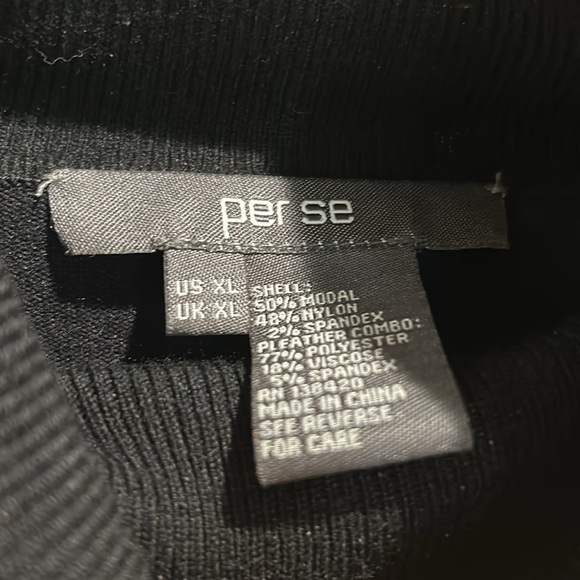 per se
US XL
UK XL
SHELL:
50% MODAL
48% NYLON
2% SPANDEX
PLEATHER COMBO:
77% POLYESTER
18% VISCOSE
5% SPANDEX
RN 138420
MADE IN CHINA
SEE REVERSE
FOR CARE